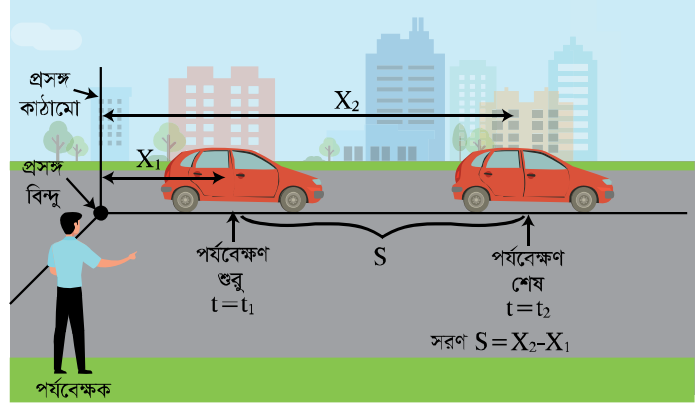 প্রসঙ্গ
কাঠামো
X₂
X₁
প্রসঙ্গ
বিন্দু
পর্যবেক্ষণ
শুরু
t=t₁
S
পর্যবেক্ষণ
শেষ
t=t₂
সরণ S=X₂-X₁
পর্যবেক্ষক